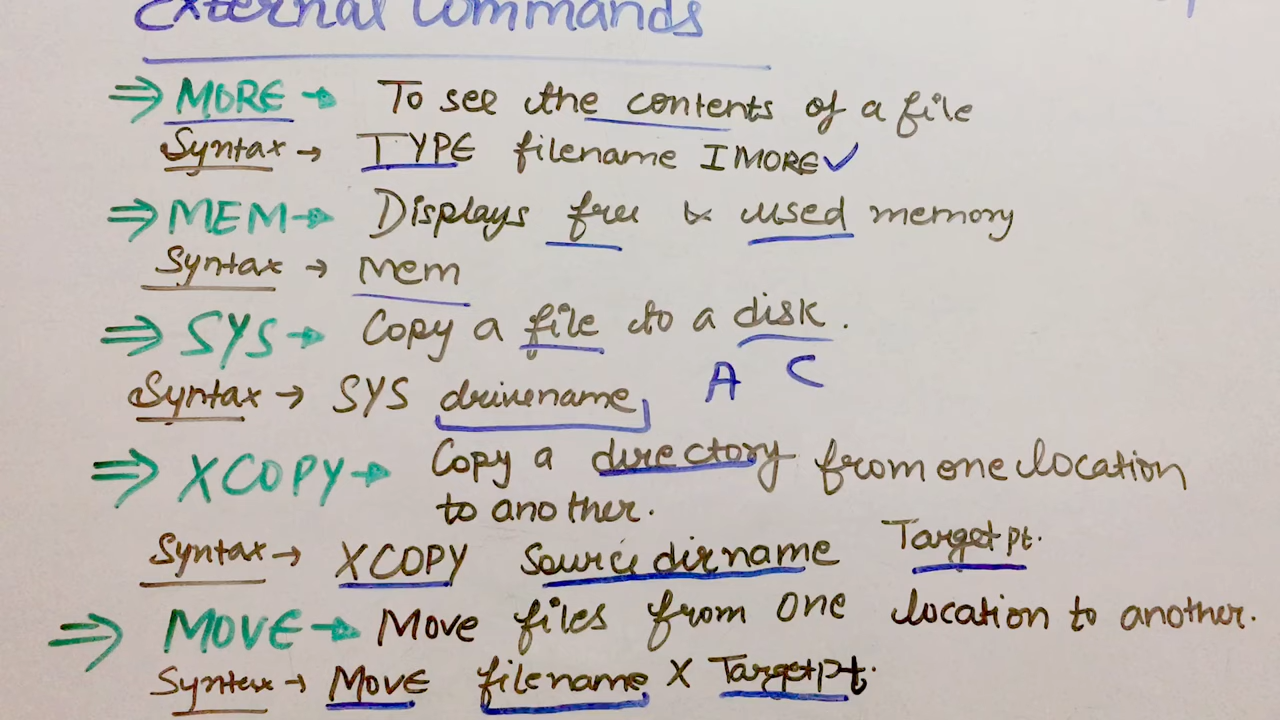 External Commands
⇒ MORE → To see the contents of a file
Syntax → TYPE filename I MORE ✓
⇒ MEM → Displays free & used memory
Syntax → Mem
⇒ SYS → Copy a file to a disk.
A C
Syntax → SYS drivename
⇒ XCOPY → Copy a directory from one location
to another.
Syntax → XCOPY Source dirname Target pt.
⇒ MOVE → Move files from one location to another.
Syntax → Move filename X Target pt.